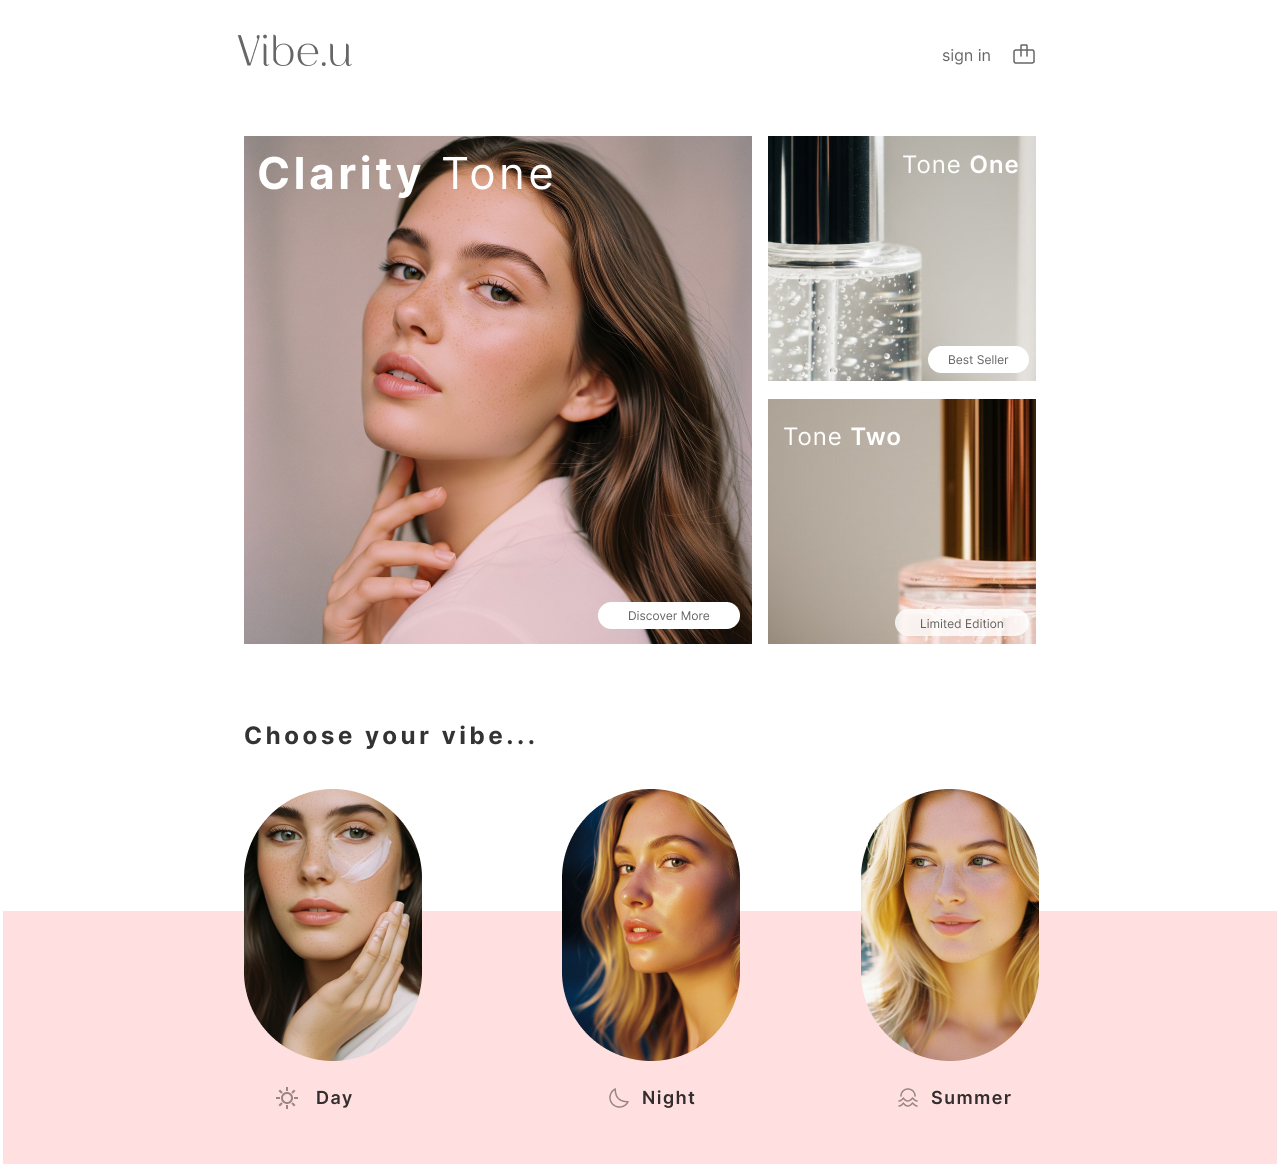 Vibe.u
sign in
Clarity Tone
Discover More
Tone One
Best Seller
Tone Two
Limited Edition
Choose your vibe...
Day
Night
Summer